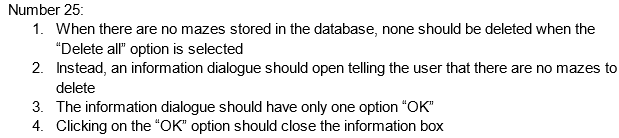 Number 25:
1. When there are no mazes stored in the database, none should be deleted when the
"Delete all" option is selected
2. Instead, an information dialogue should open telling the user that there are no mazes to
delete
3. The information dialogue should have only one option "OK"
4. Clicking on the "OK" option should close the information box